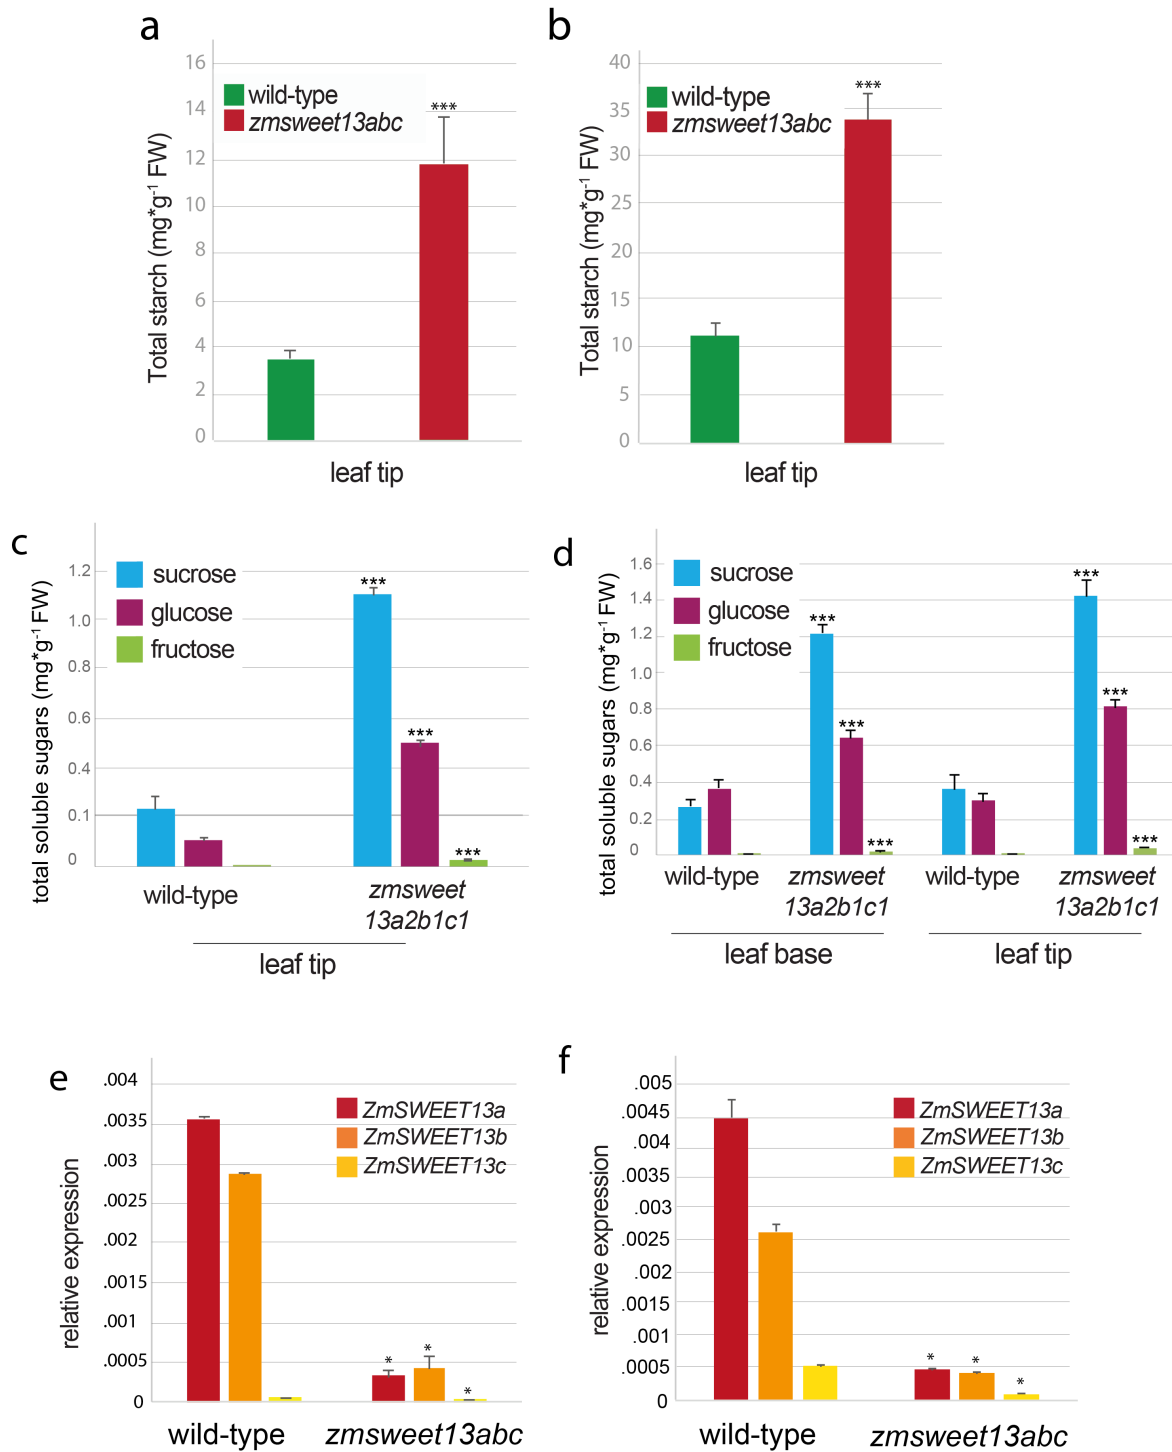 a
Total starch (mg*g-1 FW)
16
14
12
10
8
6
4
2
0
wild-type
zmsweet13abc
***
leaf tip
b
Total starch (mg*g-1 FW)
40
35
30
25
20
15
10
5
0
wild-type
zmsweet13abc
***
leaf tip
c
total soluble sugars (mg*g-1 FW)
1.2
1.0
0.8
0.6
0.4
0.1
0
sucrose
glucose
fructose
***
***
***
wild-type
zmsweet
13a2b1c1
leaf tip
d
total soluble sugars (mg*g-1 FW)
1.6
1.4
1.2
1.0
0.8
0.6
0.4
0.2
0
sucrose
glucose
fructose
***
***
***
***
***
***
wild-type
zmsweet
13a2b1c1
wild-type
zmsweet
13a2b1c1
leaf base
leaf tip
e
relative expression
.004
.0035
.003
.0025
.002
.0015
.001
.0005
0
ZmSWEET13a
ZmSWEET13b
ZmSWEET13c
*
*
*
wild-type
zmsweet13abc
f
relative expression
.005
.0045
.004
.0035
.003
.0025
.002
.0015
.001
.0005
0
ZmSWEET13a
ZmSWEET13b
ZmSWEET13c
*
*
*
wild-type
zmsweet13abc